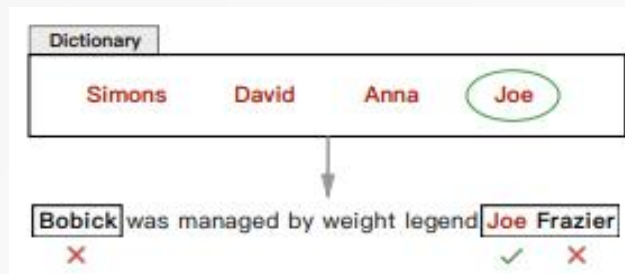 Dictionary
Simons David Anna Joe
Bobick was managed by weight legend Joe Frazier